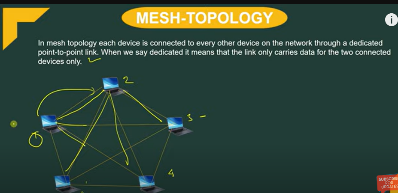 MESH-TOPOLOGY
In mesh topology each device is connected to every other device on the network through a dedicated
point-to-point link. When we say dedicated it means that the link only carries data for the two connected
devices only.
2
3
4